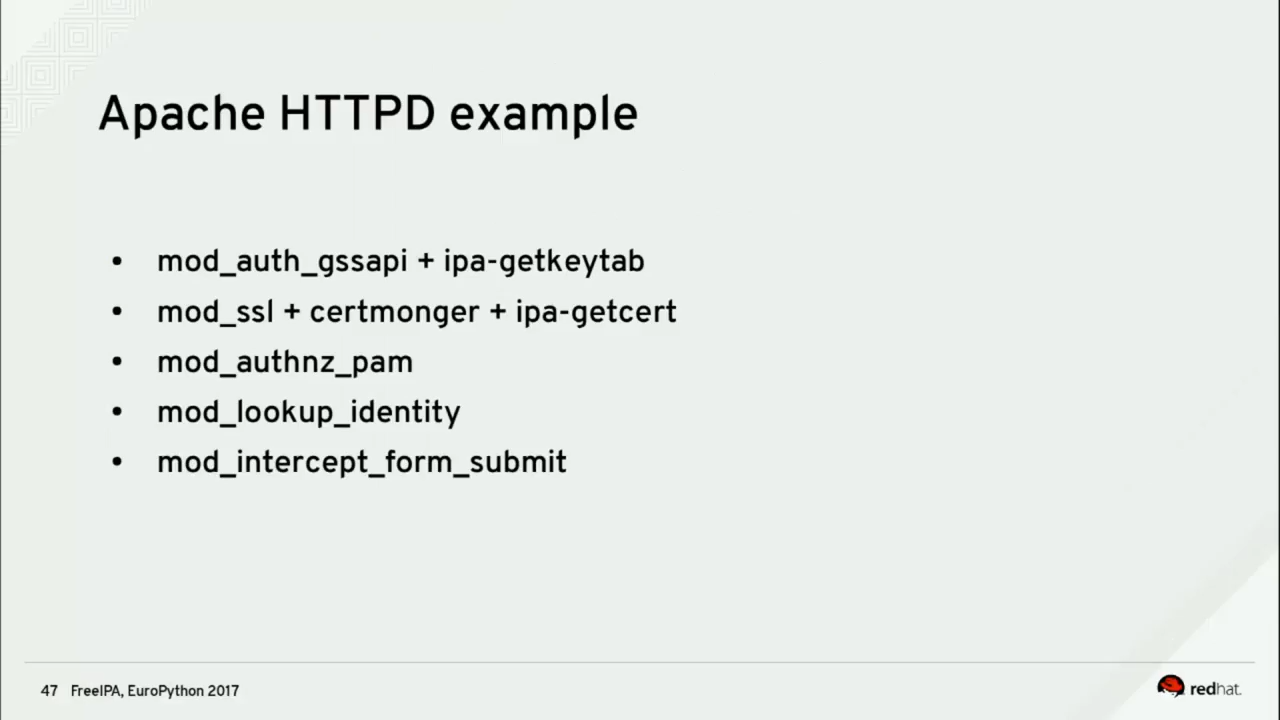 Apache HTTPD example
• mod_auth_gssapi + ipa-getkeytab
• mod_ssl + certmonger + ipa-getcert
• mod_authnz_pam
• mod_lookup_identity
• mod_intercept_form_submit
47 FreeIPA, EuroPython 2017
redhat.